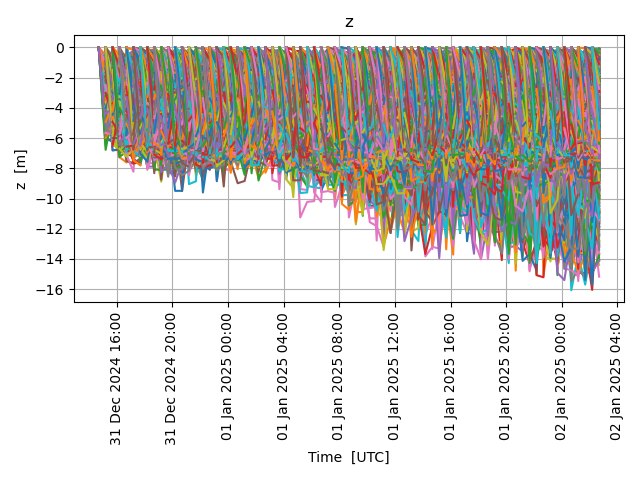 z
0
−2
−4
−6
−8
−10
−12
−14
−16
z [m]
31 Dec 2024 16:00
31 Dec 2024 20:00
01 Jan 2025 00:00
01 Jan 2025 04:00
01 Jan 2025 08:00
01 Jan 2025 12:00
01 Jan 2025 16:00
01 Jan 2025 20:00
02 Jan 2025 00:00
02 Jan 2025 04:00
Time [UTC]